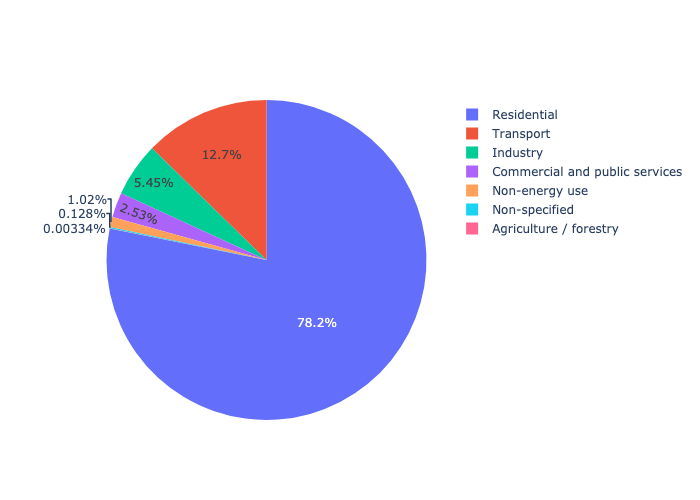 12.7%
5.45%
2.53%
1.02%
0.128%
0.00334%
78.2%
Residential
Transport
Industry
Commercial and public services
Non-energy use
Non-specified
Agriculture / forestry